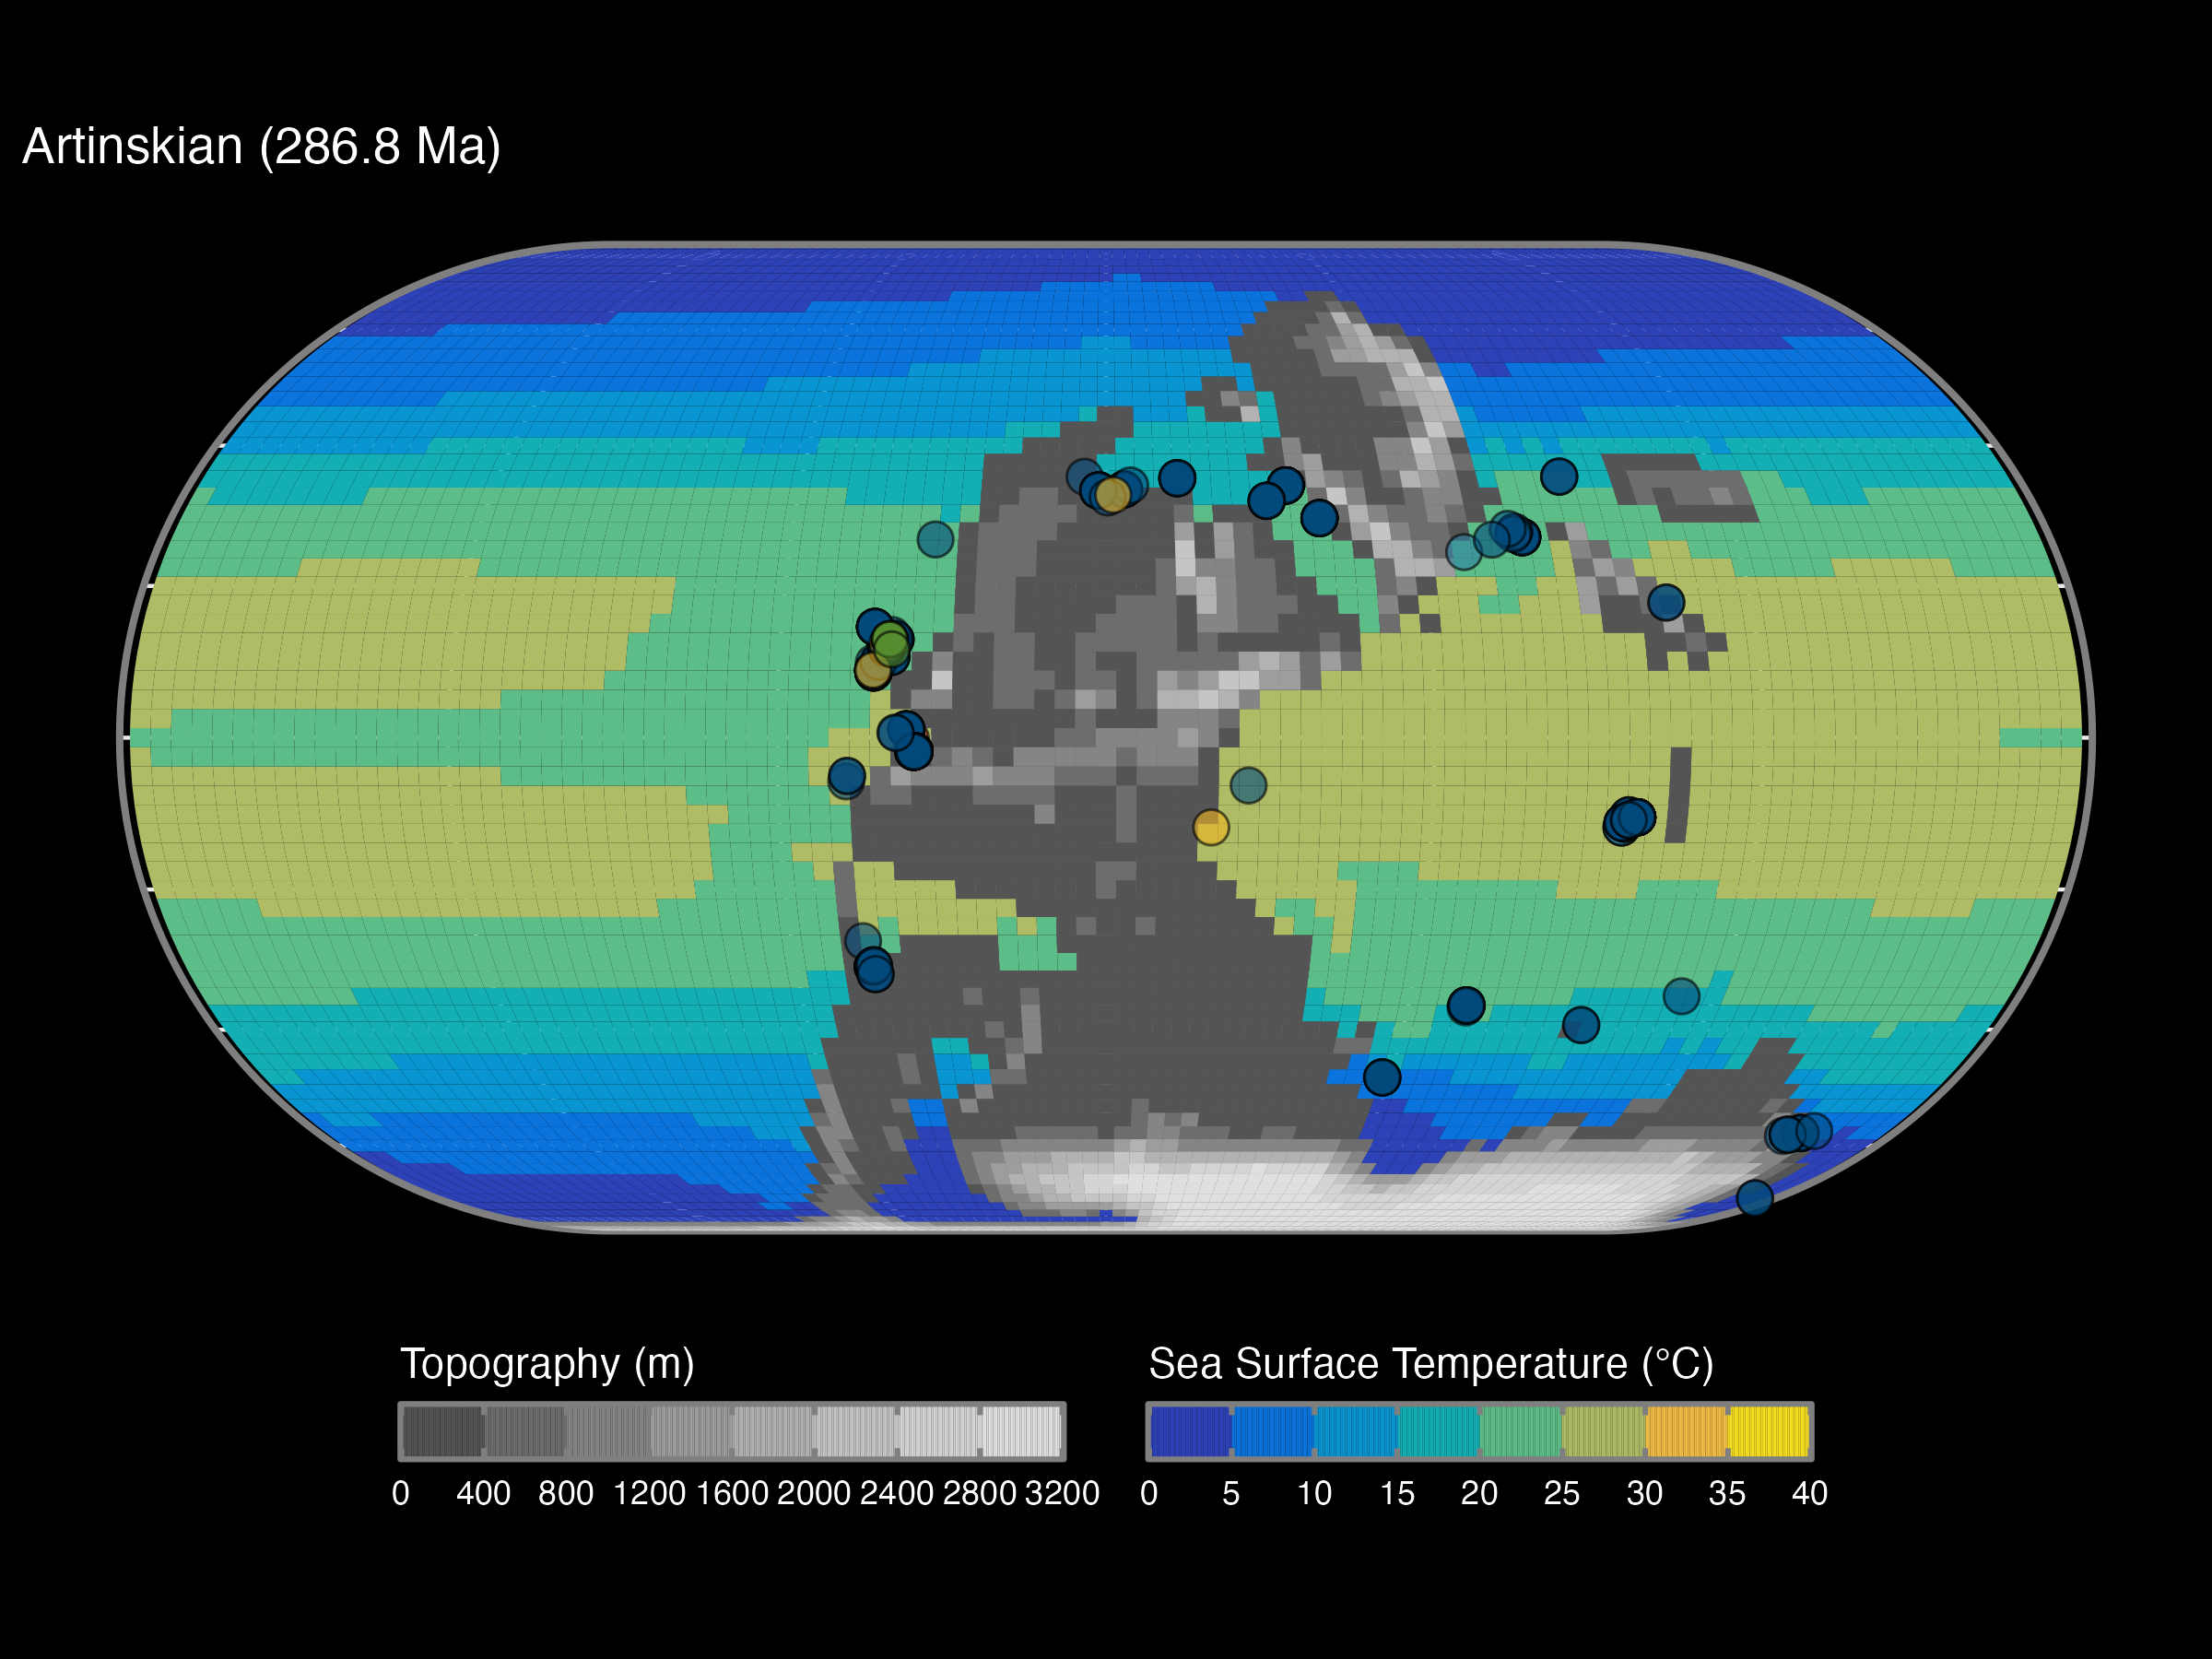 Artinskian (286.8 Ma)
Topography (m)
0 400 800 1200 1600 2000 2400 2800 3200
Sea Surface Temperature (°C)
0 5 10 15 20 25 30 35 40